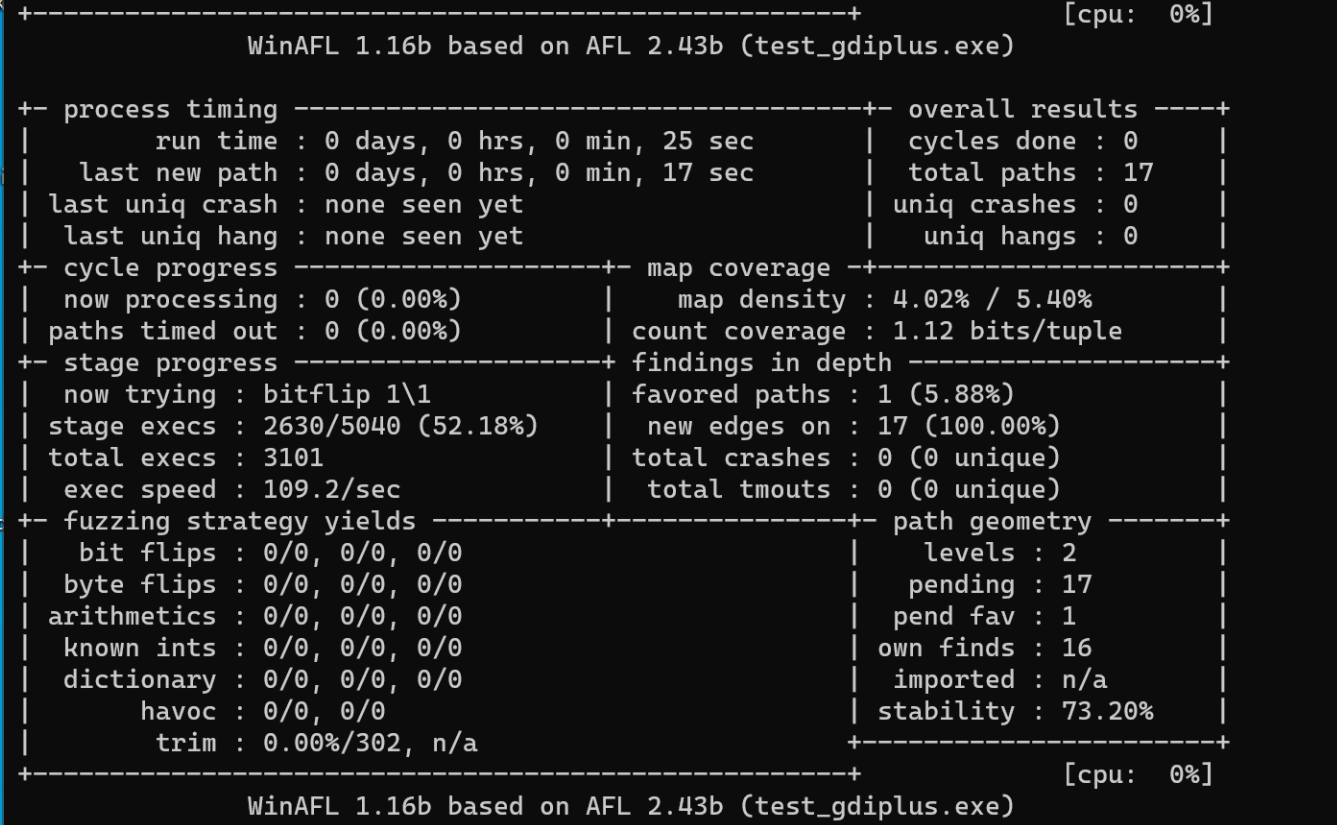 +------------------------------------------------------+ [cpu:  0%]
WinAFL 1.16b based on AFL 2.43b (test_gdiplus.exe)
+- process timing -------------------------------------+- overall results ----+
|        run time : 0 days, 0 hrs, 0 min, 25 sec       |  cycles done : 0     |
|   last new path : 0 days, 0 hrs, 0 min, 17 sec       |  total paths : 17    |
| last uniq crash : none seen yet                      | uniq crashes : 0     |
|  last uniq hang : none seen yet                      |   uniq hangs : 0     |
+- cycle progress --------------------+- map coverage -+----------------------+
|  now processing : 0 (0.00%)         |    map density : 4.02% / 5.40%        |
| paths timed out : 0 (0.00%)         | count coverage : 1.12 bits/tuple      |
+- stage progress --------------------+ findings in depth --------------------+
|  now trying : bitflip 1\1           | favored paths : 1 (5.88%)             |
| stage execs : 2630/5040 (52.18%)    |  new edges on : 17 (100.00%)          |
| total execs : 3101                  | total crashes : 0 (0 unique)          |
|  exec speed : 109.2/sec             |  total tmouts : 0 (0 unique)          |
+- fuzzing strategy yields -----------+---------------+- path geometry -------+
|   bit flips : 0/0, 0/0, 0/0                         |    levels : 2         |
|  byte flips : 0/0, 0/0, 0/0                         |   pending : 17        |
| arithmetics : 0/0, 0/0, 0/0                         |  pend fav : 1         |
|  known ints : 0/0, 0/0, 0/0                         | own finds : 16        |
|  dictionary : 0/0, 0/0, 0/0                         |  imported : n/a       |
|       havoc : 0/0, 0/0                              | stability : 73.20%    |
|        trim : 0.00%/302, n/a                        +-----------------------+
+-----------------------------------------------------+ [cpu:  0%]
WinAFL 1.16b based on AFL 2.43b (test_gdiplus.exe)